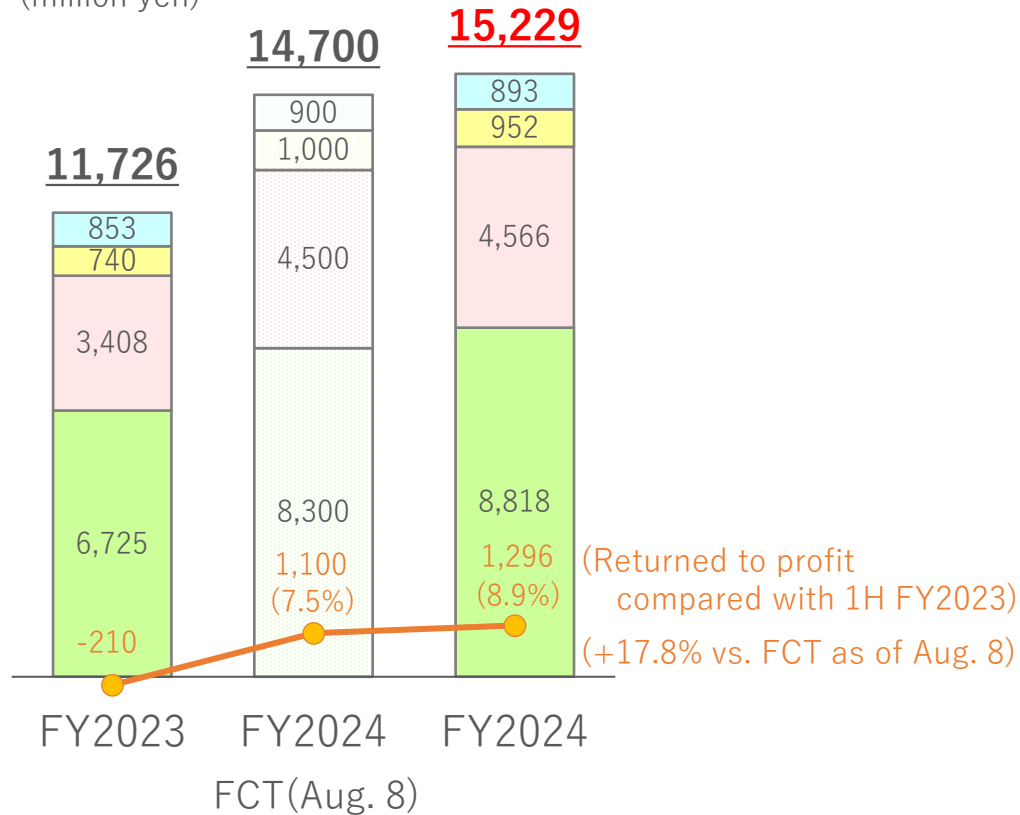 (million yen)
11,726
14,700
15,229
853
740
3,408
6,725
-210
900
1,000
4,500
8,300
1,100
(7.5%)
893
952
4,566
8,818
1,296
(8.9%)
(Returned to profit
compared with 1H FY2023)
(+17.8% vs. FCT as of Aug. 8)
FY2023
FY2024
FY2024
FCT(Aug. 8)